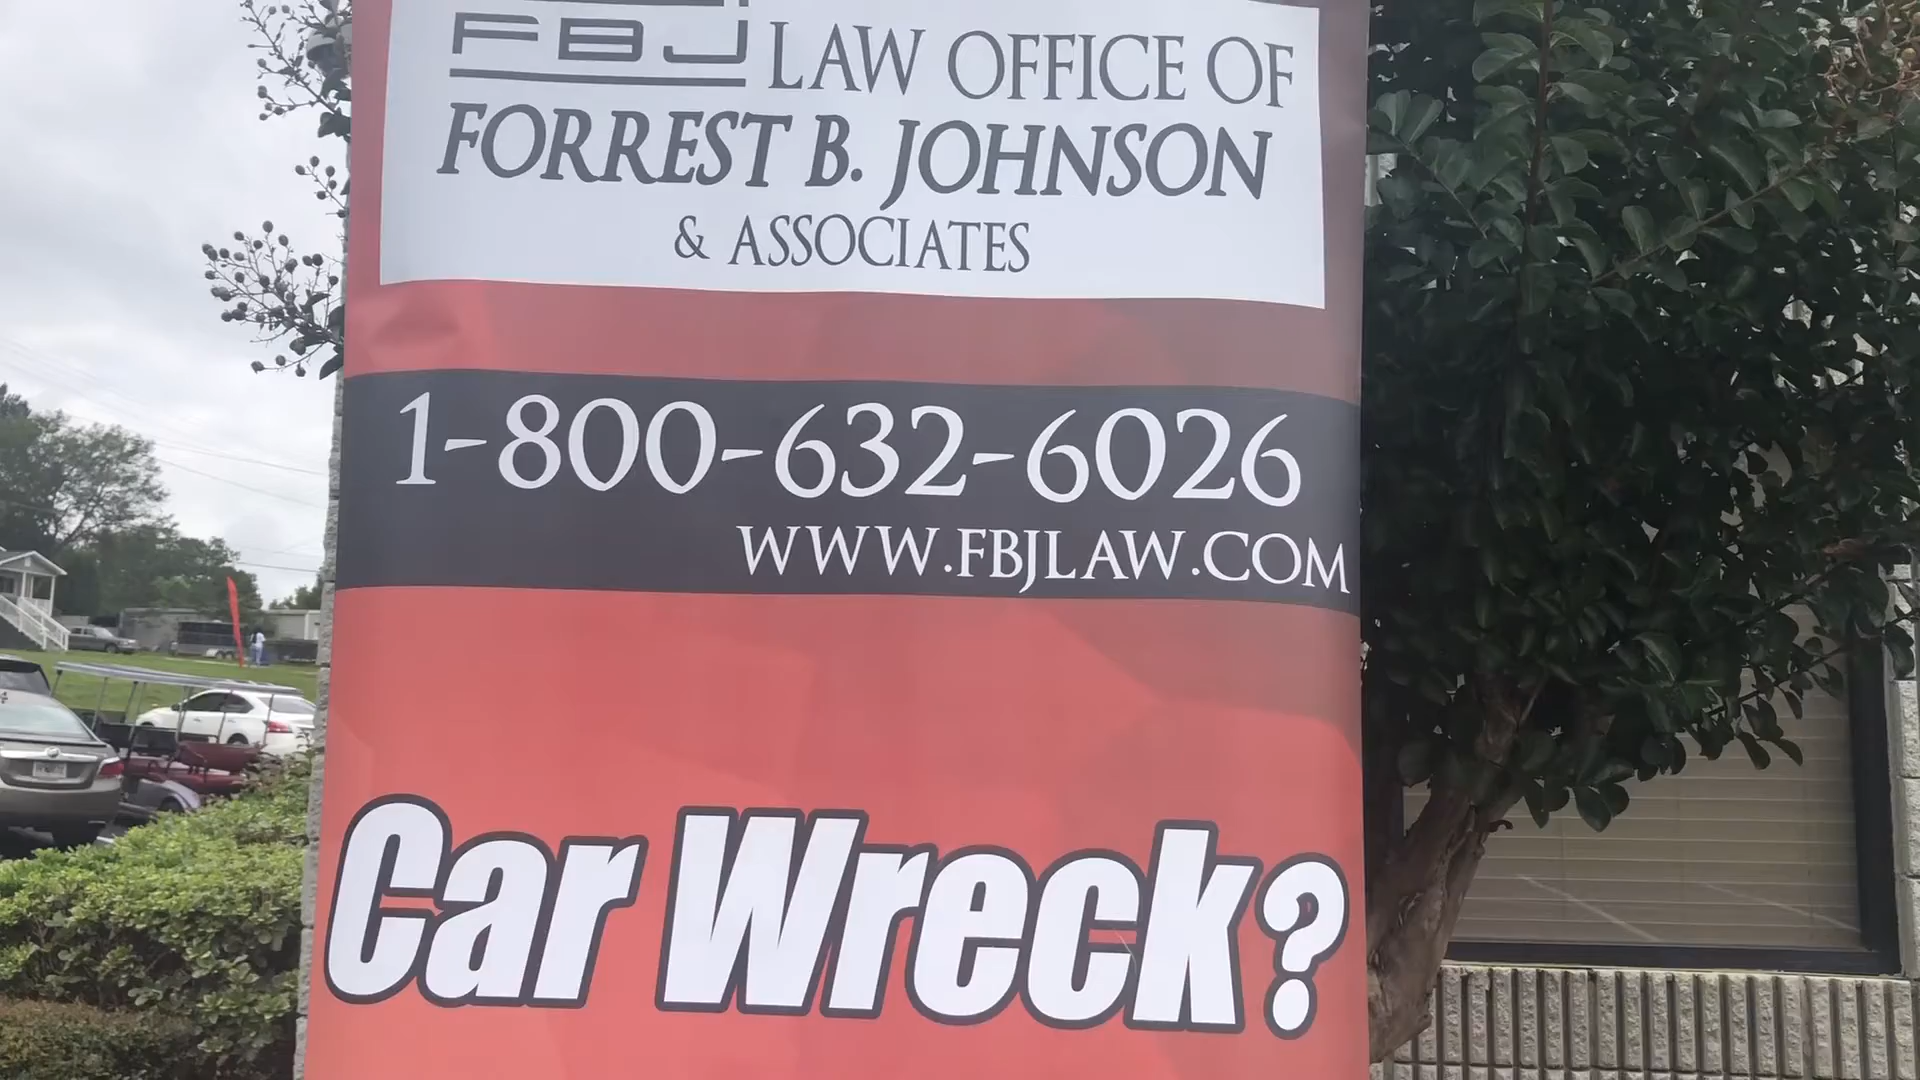 FBJ LAW OFFICE OF
FORREST B. JOHNSON
& ASSOCIATES
1-800-632-6026
WWW.FBJLAW.COM
Car Wreck?